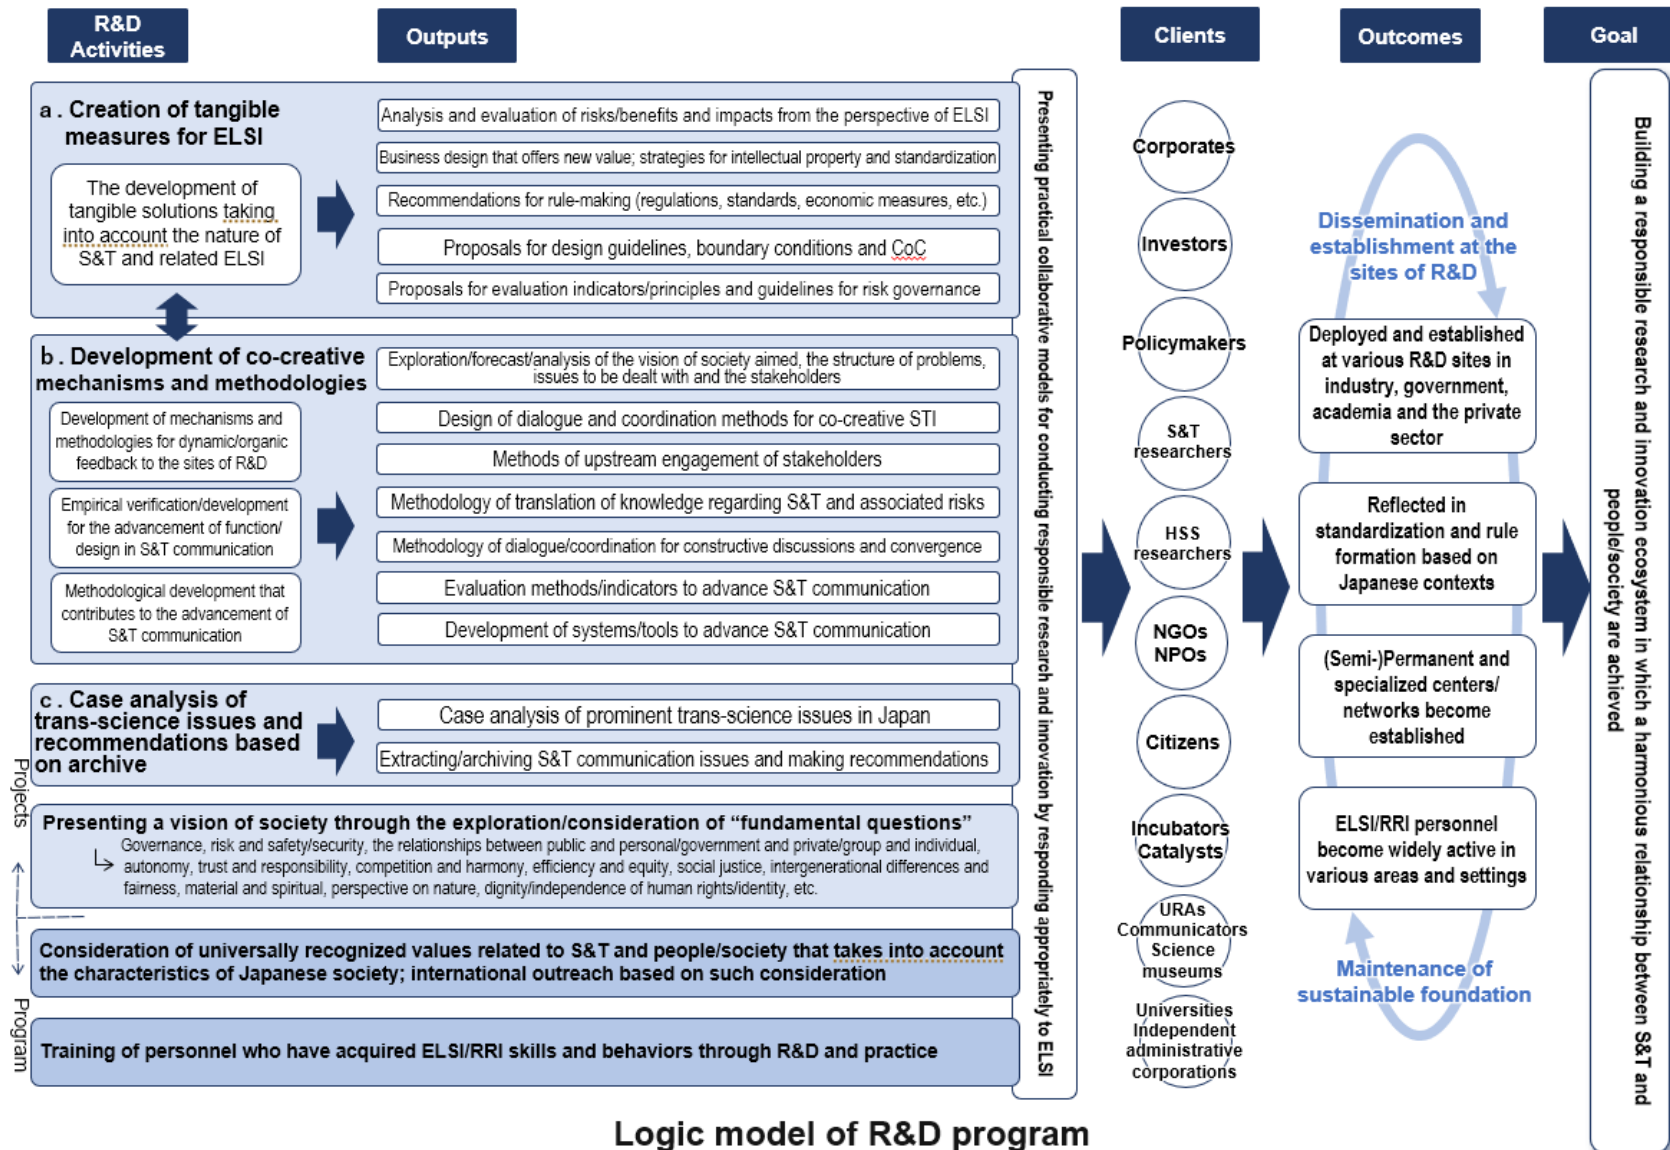 R&D
Activities
Outputs
Clients
Outcomes
Goal
a . Creation of tangible
measures for ELSI
The development of
tangible solutions taking
into account the nature of
S&T and related ELSI
Analysis and evaluation of risks/benefits and impacts from the perspective of ELSI
Business design that offers new value; strategies for intellectual property and standardization
Recommendations for rule-making (regulations, standards, economic measures, etc.)
Proposals for design guidelines, boundary conditions and CoC
Proposals for evaluation indicators/principles and guidelines for risk governance
b . Development of co-creative
mechanisms and methodologies
Development of mechanisms and
methodologies for dynamic/organic
feedback to the sites of R&D
Empirical verification/development
for the advancement of function/
design in S&T communication
Methodological development that
contributes to the advancement of
S&T communication
Exploration/forecast/analysis of the vision of society aimed, the structure of problems,
issues to be dealt with and the stakeholders
Design of dialogue and coordination methods for co-creative STI
Methods of upstream engagement of stakeholders
Methodology of translation of knowledge regarding S&T and associated risks
Methodology of dialogue/coordination for constructive discussions and convergence
Evaluation methods/indicators to advance S&T communication
Development of systems/tools to advance S&T communication
c . Case analysis of
trans-science issues and
recommendations based
on archive
Case analysis of prominent trans-science issues in Japan
Extracting/archiving S&T communication issues and making recommendations
Projects
Program
Presenting a vision of society through the exploration/consideration of “fundamental questions”
Governance, risk and safety/security, the relationships between public and personal/government and private/group and individual,
autonomy, trust and responsibility, competition and harmony, efficiency and equity, social justice, intergenerational differences and
fairness, material and spiritual, perspective on nature, dignity/independence of human rights/identity, etc.
Consideration of universally recognized values related to S&T and people/society that takes into account
the characteristics of Japanese society; international outreach based on such consideration
Training of personnel who have acquired ELSI/RRI skills and behaviors through R&D and practice
Presenting practical collaborative models for conducting responsible research and innovation by responding appropriately to ELSI
Corporates
Investors
Policymakers
S&T
researchers
HSS
researchers
NGOs
NPOs
Citizens
Incubators
Catalysts
URAs
Communicators
Science
museums
Universities
Independent
administrative
corporations
Dissemination and
establishment at the
sites of R&D
Deployed and established
at various R&D sites in
industry, government,
academia and the private
sector
Reflected in
standardization and rule
formation based on
Japanese contexts
(Semi-)Permanent and
specialized centers/
networks become
established
ELSI/RRI personnel
become widely active in
various areas and settings
Maintenance of
sustainable foundation
Building a responsible research and innovation ecosystem in which a harmonious relationship between S&T and
people/society are achieved
Logic model of R&D program